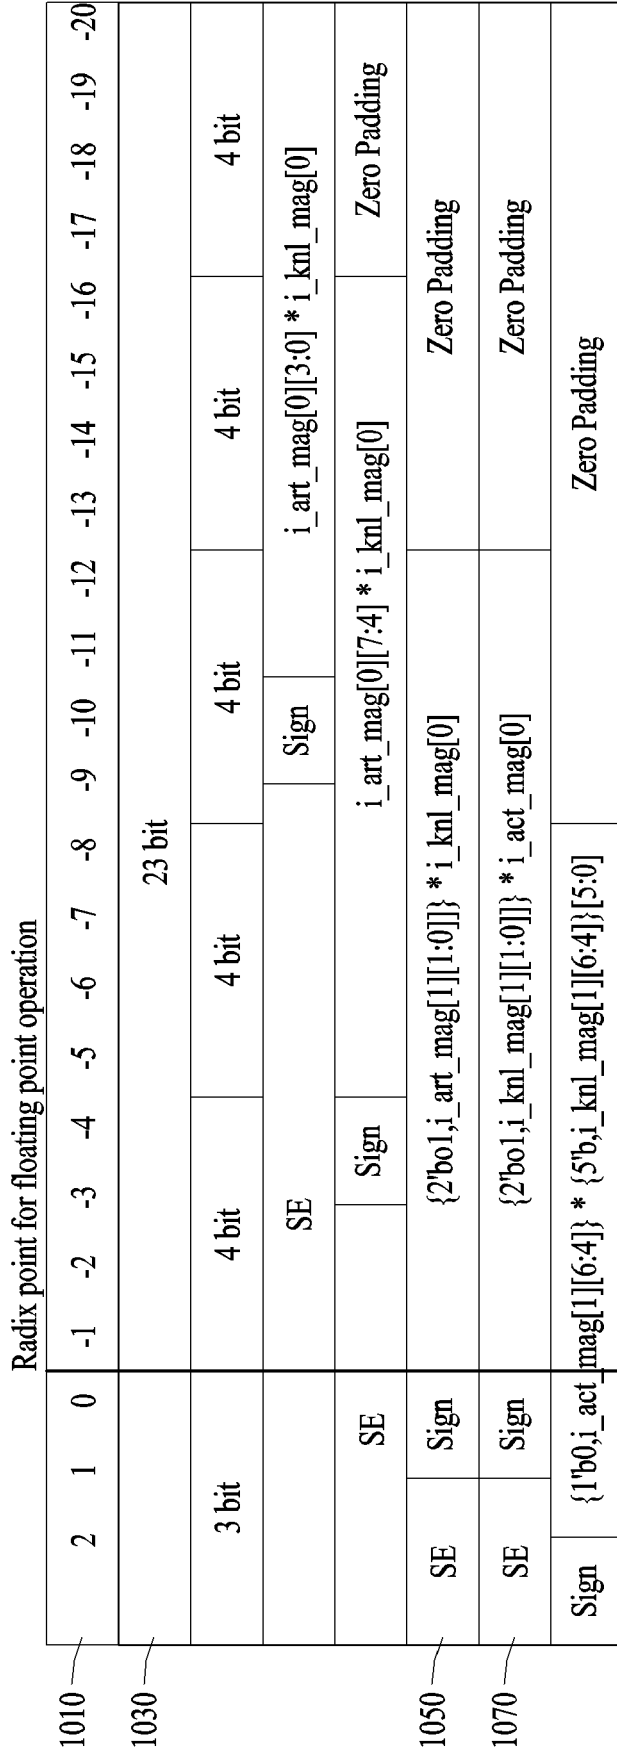 Radix point for floating point operation
1010 2 1 0 -1 -2 -3 -4 -5 -6 -7 -8 -9 -10 -11 -12 -13 -14 -15 -16 -17 -18 -19 -20
1030 23 bit
3 bit 4 bit 4 bit 4 bit 4 bit 4 bit
SE Sign i_art_mag[0][3:0] * i_knl_mag[0]
SE Sign i_art_mag[0][7:4] * i_knl_mag[0] Zero Padding
1050 SE Sign {2'bo1,i_art_mag[1][1:0]]} * i_knl_mag[0] Zero Padding
1070 SE Sign {2'bo1,i_knl_mag[1][1:0]]} * i_act_mag[0] Zero Padding
Sign {1'b0,i_act_mag[1][6:4]} * {5'b,i_knl_mag[1][6:4]}[5:0] Zero Padding